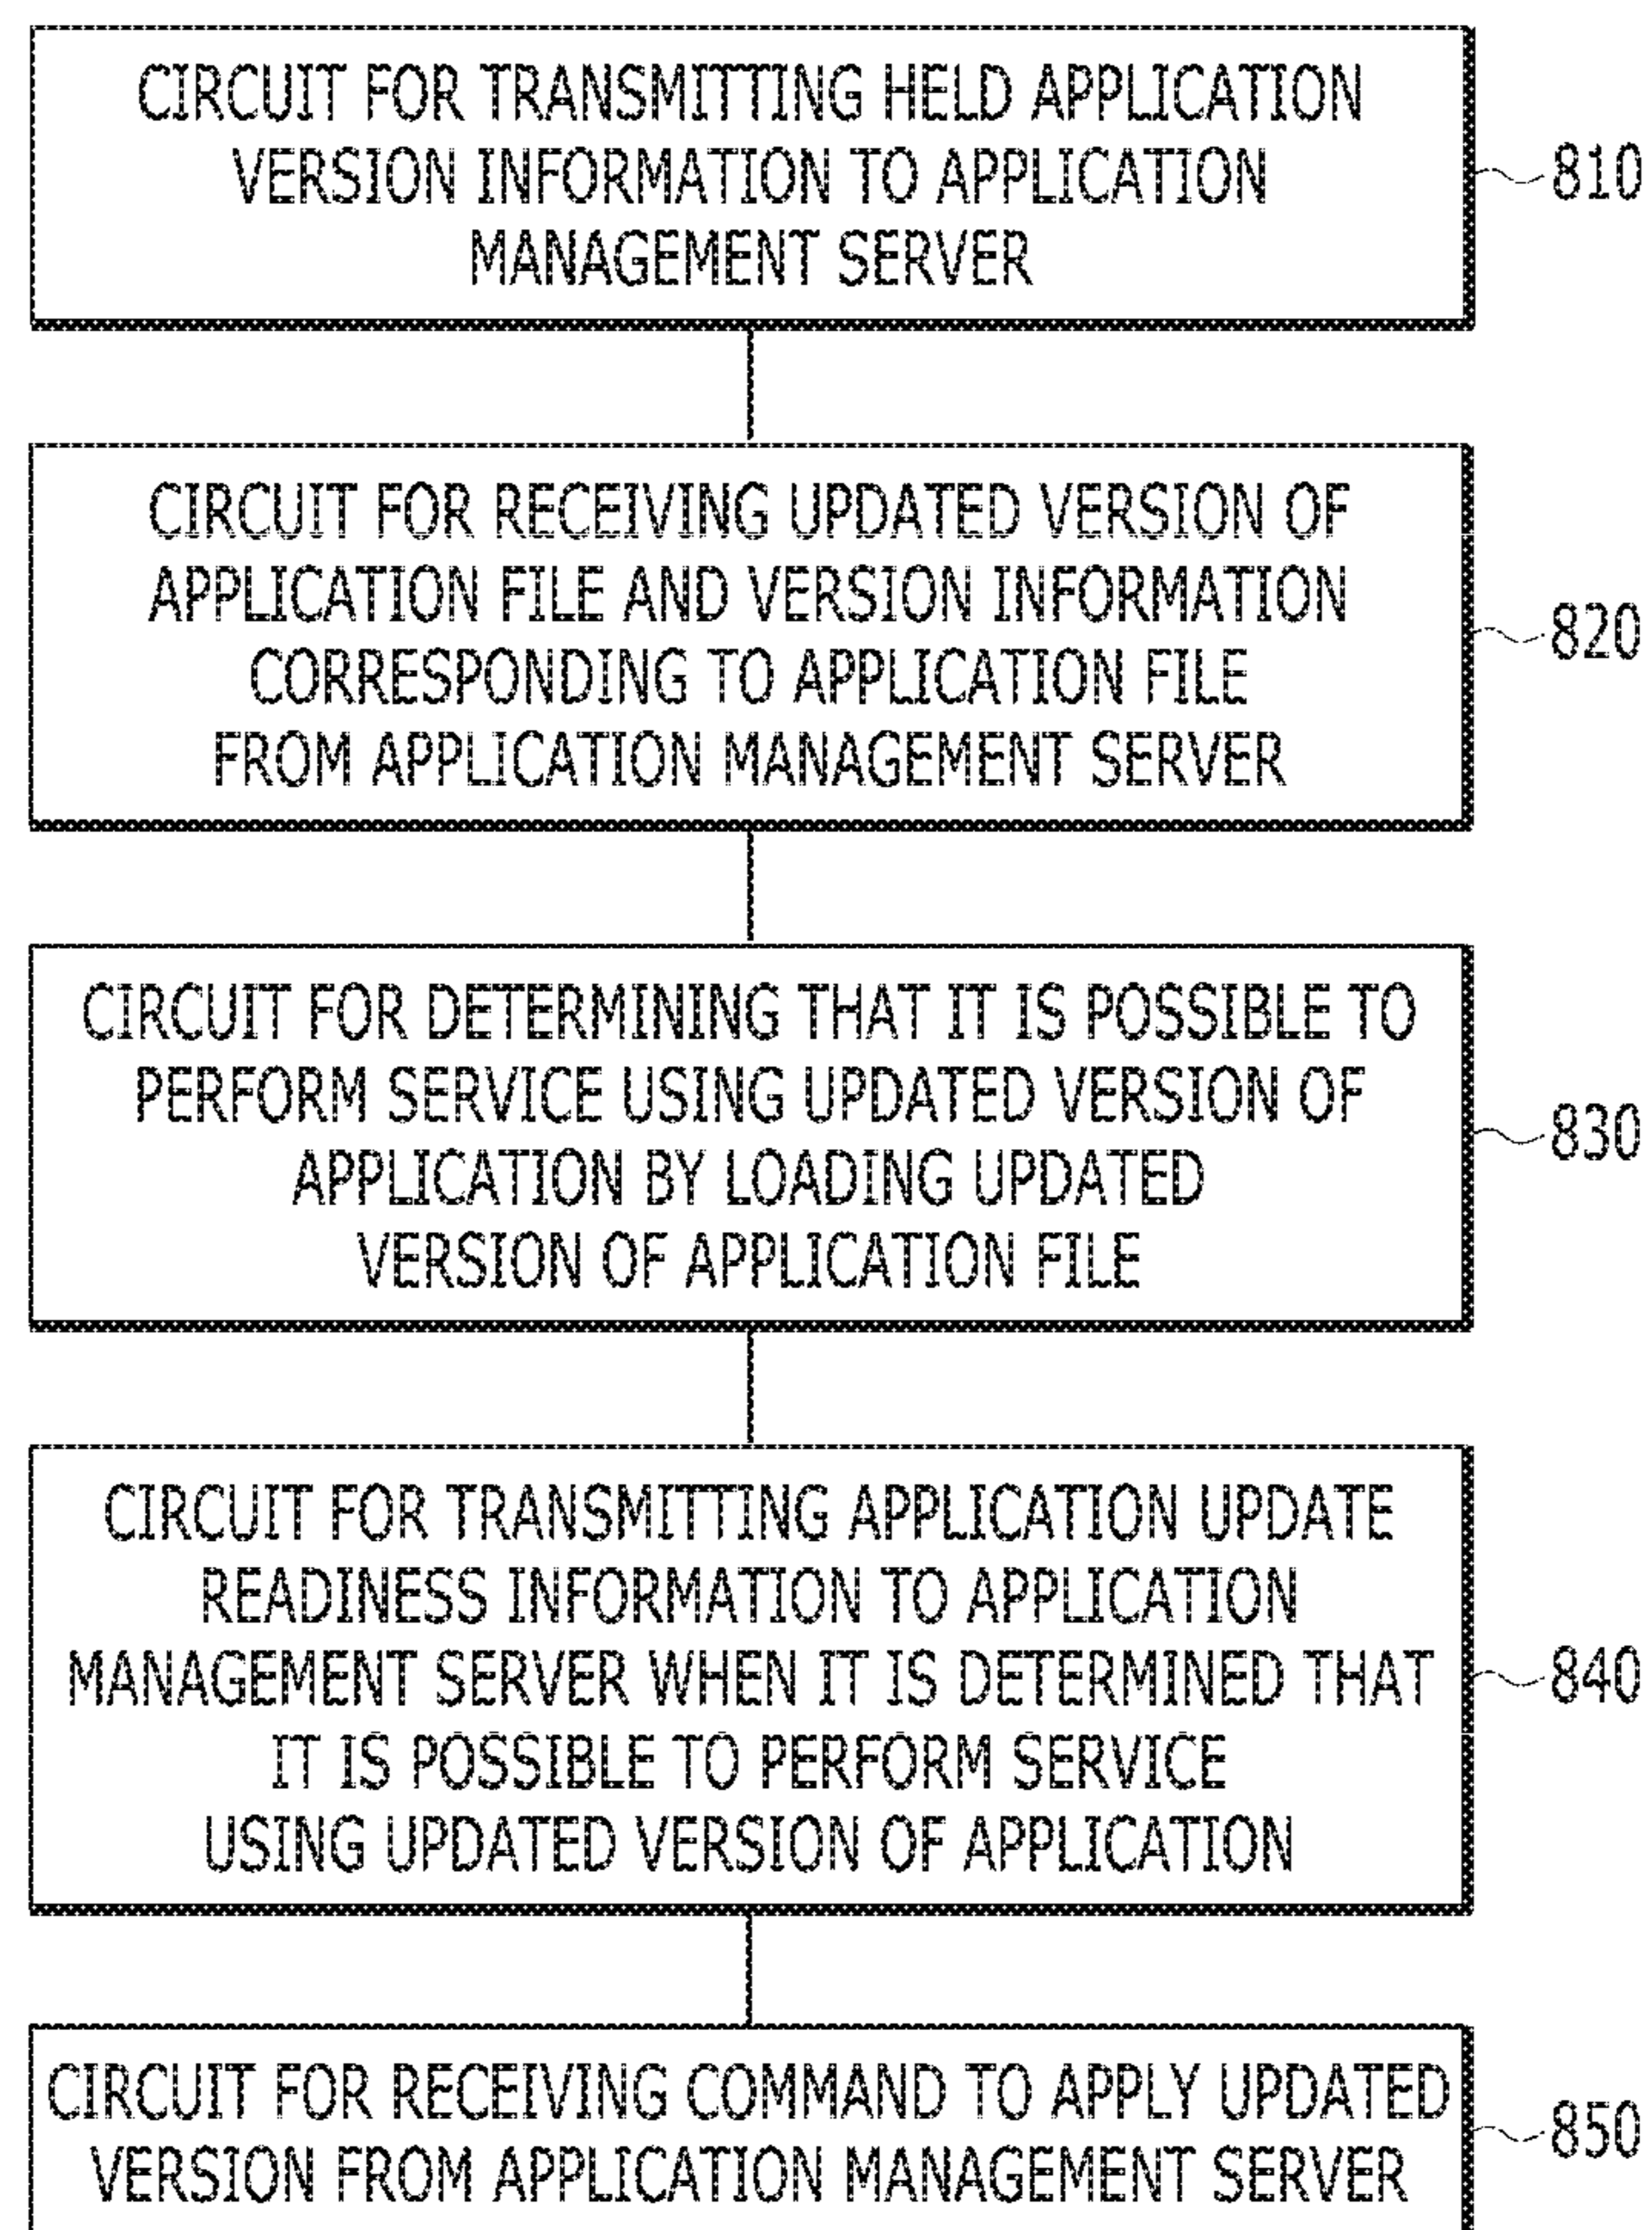 CIRCUIT FOR TRANSMITTING HELD APPLICATION
VERSION INFORMATION TO APPLICATION
MANAGEMENT SERVER
810
CIRCUIT FOR RECEIVING UPDATED VERSION OF
APPLICATION FILE AND VERSION INFORMATION
CORRESPONDING TO APPLICATION FILE
FROM APPLICATION MANAGEMENT SERVER
820
CIRCUIT FOR DETERMINING THAT IT IS POSSIBLE TO
PERFORM SERVICE USING UPDATED VERSION OF
APPLICATION BY LOADING UPDATED
VERSION OF APPLICATION FILE
830
CIRCUIT FOR TRANSMITTING APPLICATION UPDATE
READINESS INFORMATION TO APPLICATION
MANAGEMENT SERVER WHEN IT IS DETERMINED THAT
IT IS POSSIBLE TO PERFORM SERVICE
USING UPDATED VERSION OF APPLICATION
840
CIRCUIT FOR RECEIVING COMMAND TO APPLY UPDATED
VERSION FROM APPLICATION MANAGEMENT SERVER
850